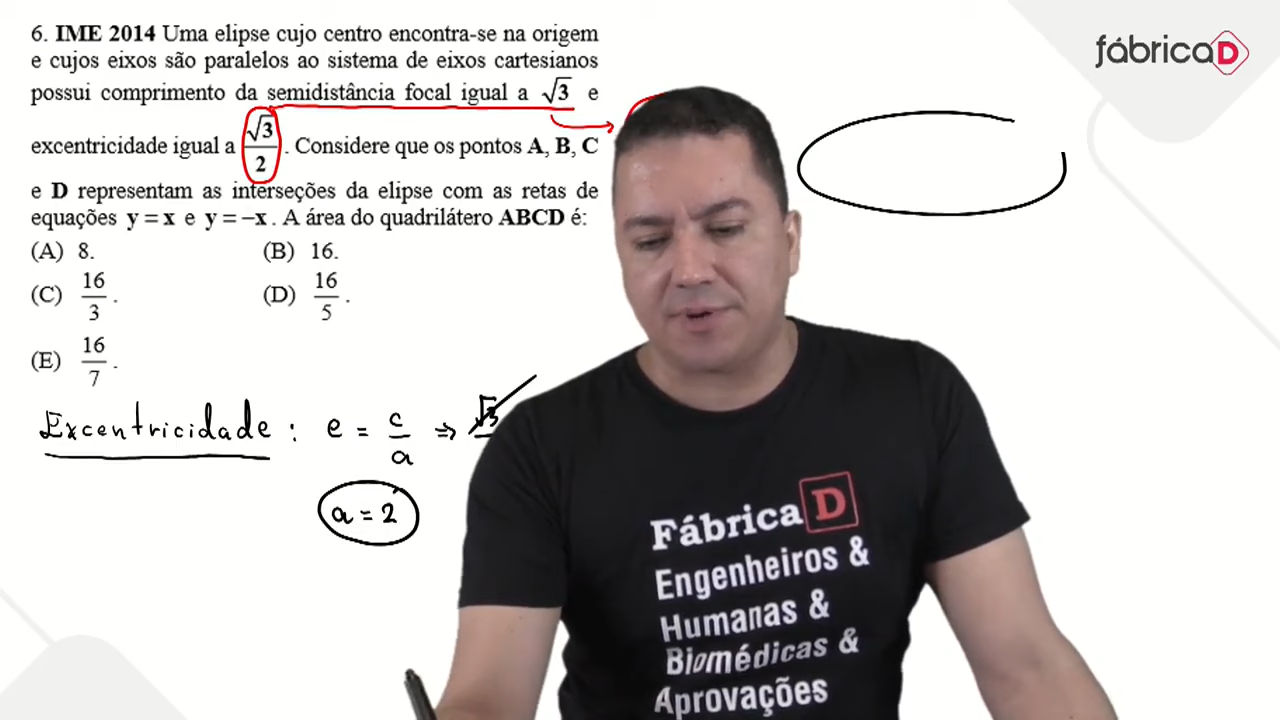 6. IME 2014 Uma elipse cujo centro encontra-se na origem
e cujos eixos são paralelos ao sistema de eixos cartesianos
possui comprimento da semidistância focal igual a √3 e
excentricidade igual a √3/2. Considere que os pontos A, B, C
e D representam as interseções da elipse com as retas de
equações y = x e y = −x. A área do quadrilátero ABCD é:
(A) 8. (B) 16.
(C) 16/3. (D) 16/5.
(E) 16/7.
Excentricidade: e = c/a ⇒ √3
a = 2
fábricaD
FábricaD
Engenheiros &
Humanas &
Biomédicas &
Aprovações